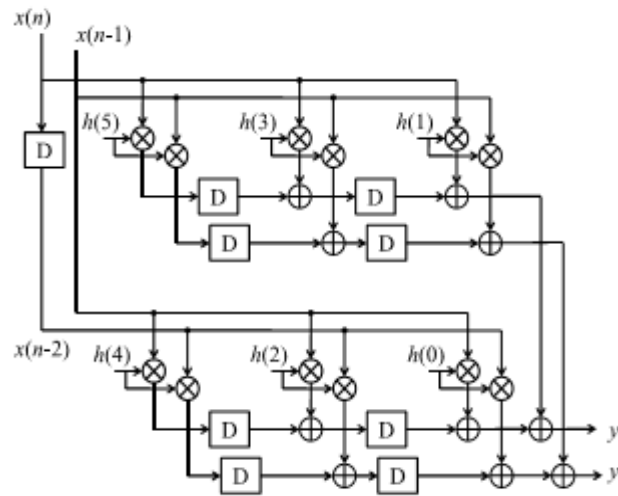 x(n)
x(n-1)
h(5) h(3) h(1)
D
D D
D D
x(n-2)
h(4) h(2) h(0)
D D
y
D D
y